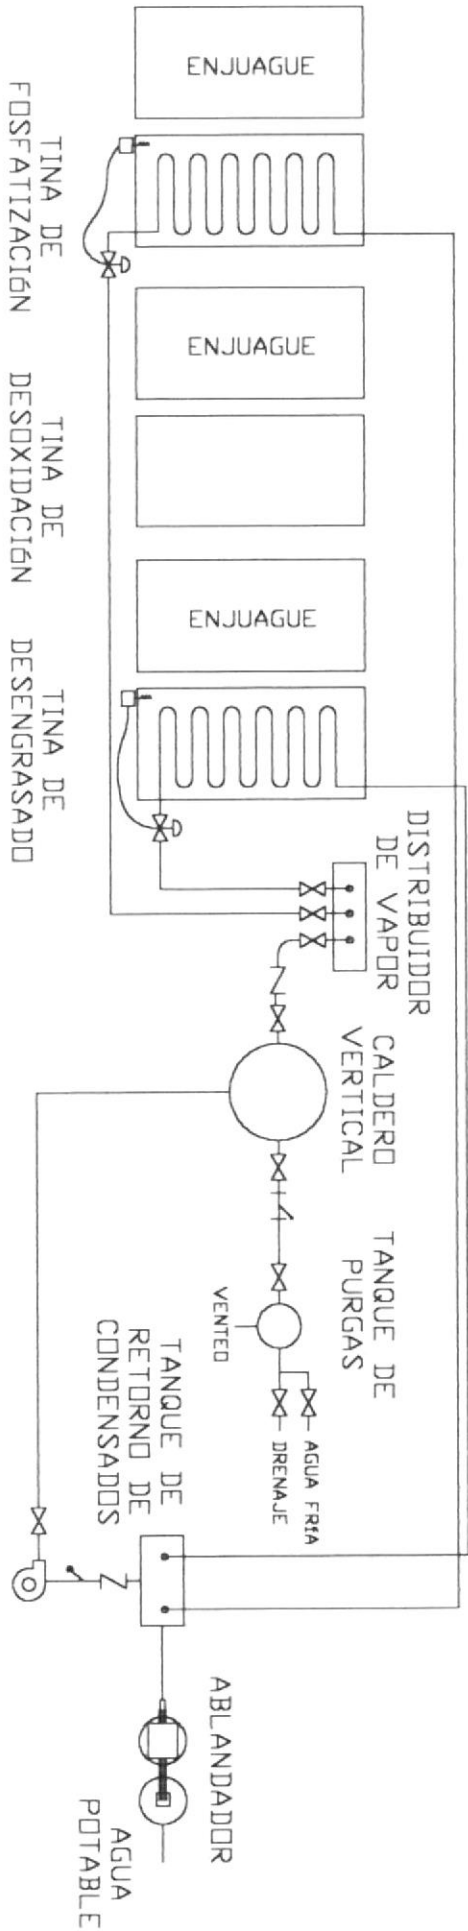 ENJUAGUE
TINA DE
FOSFATIZACIÓN
ENJUAGUE
TINA DE
DESOXIDACIÓN
ENJUAGUE
TINA DE
DESENGRASADO
DISTRIBUIDOR
DE VAPOR
CALDERO
VERTICAL
TANQUE DE
PURGAS
VENTEO
AGUA FRÍA
DRENAJE
TANQUE DE
RETORNO DE
CONDENSADOS
ABLANDADOR
AGUA
POTABLE